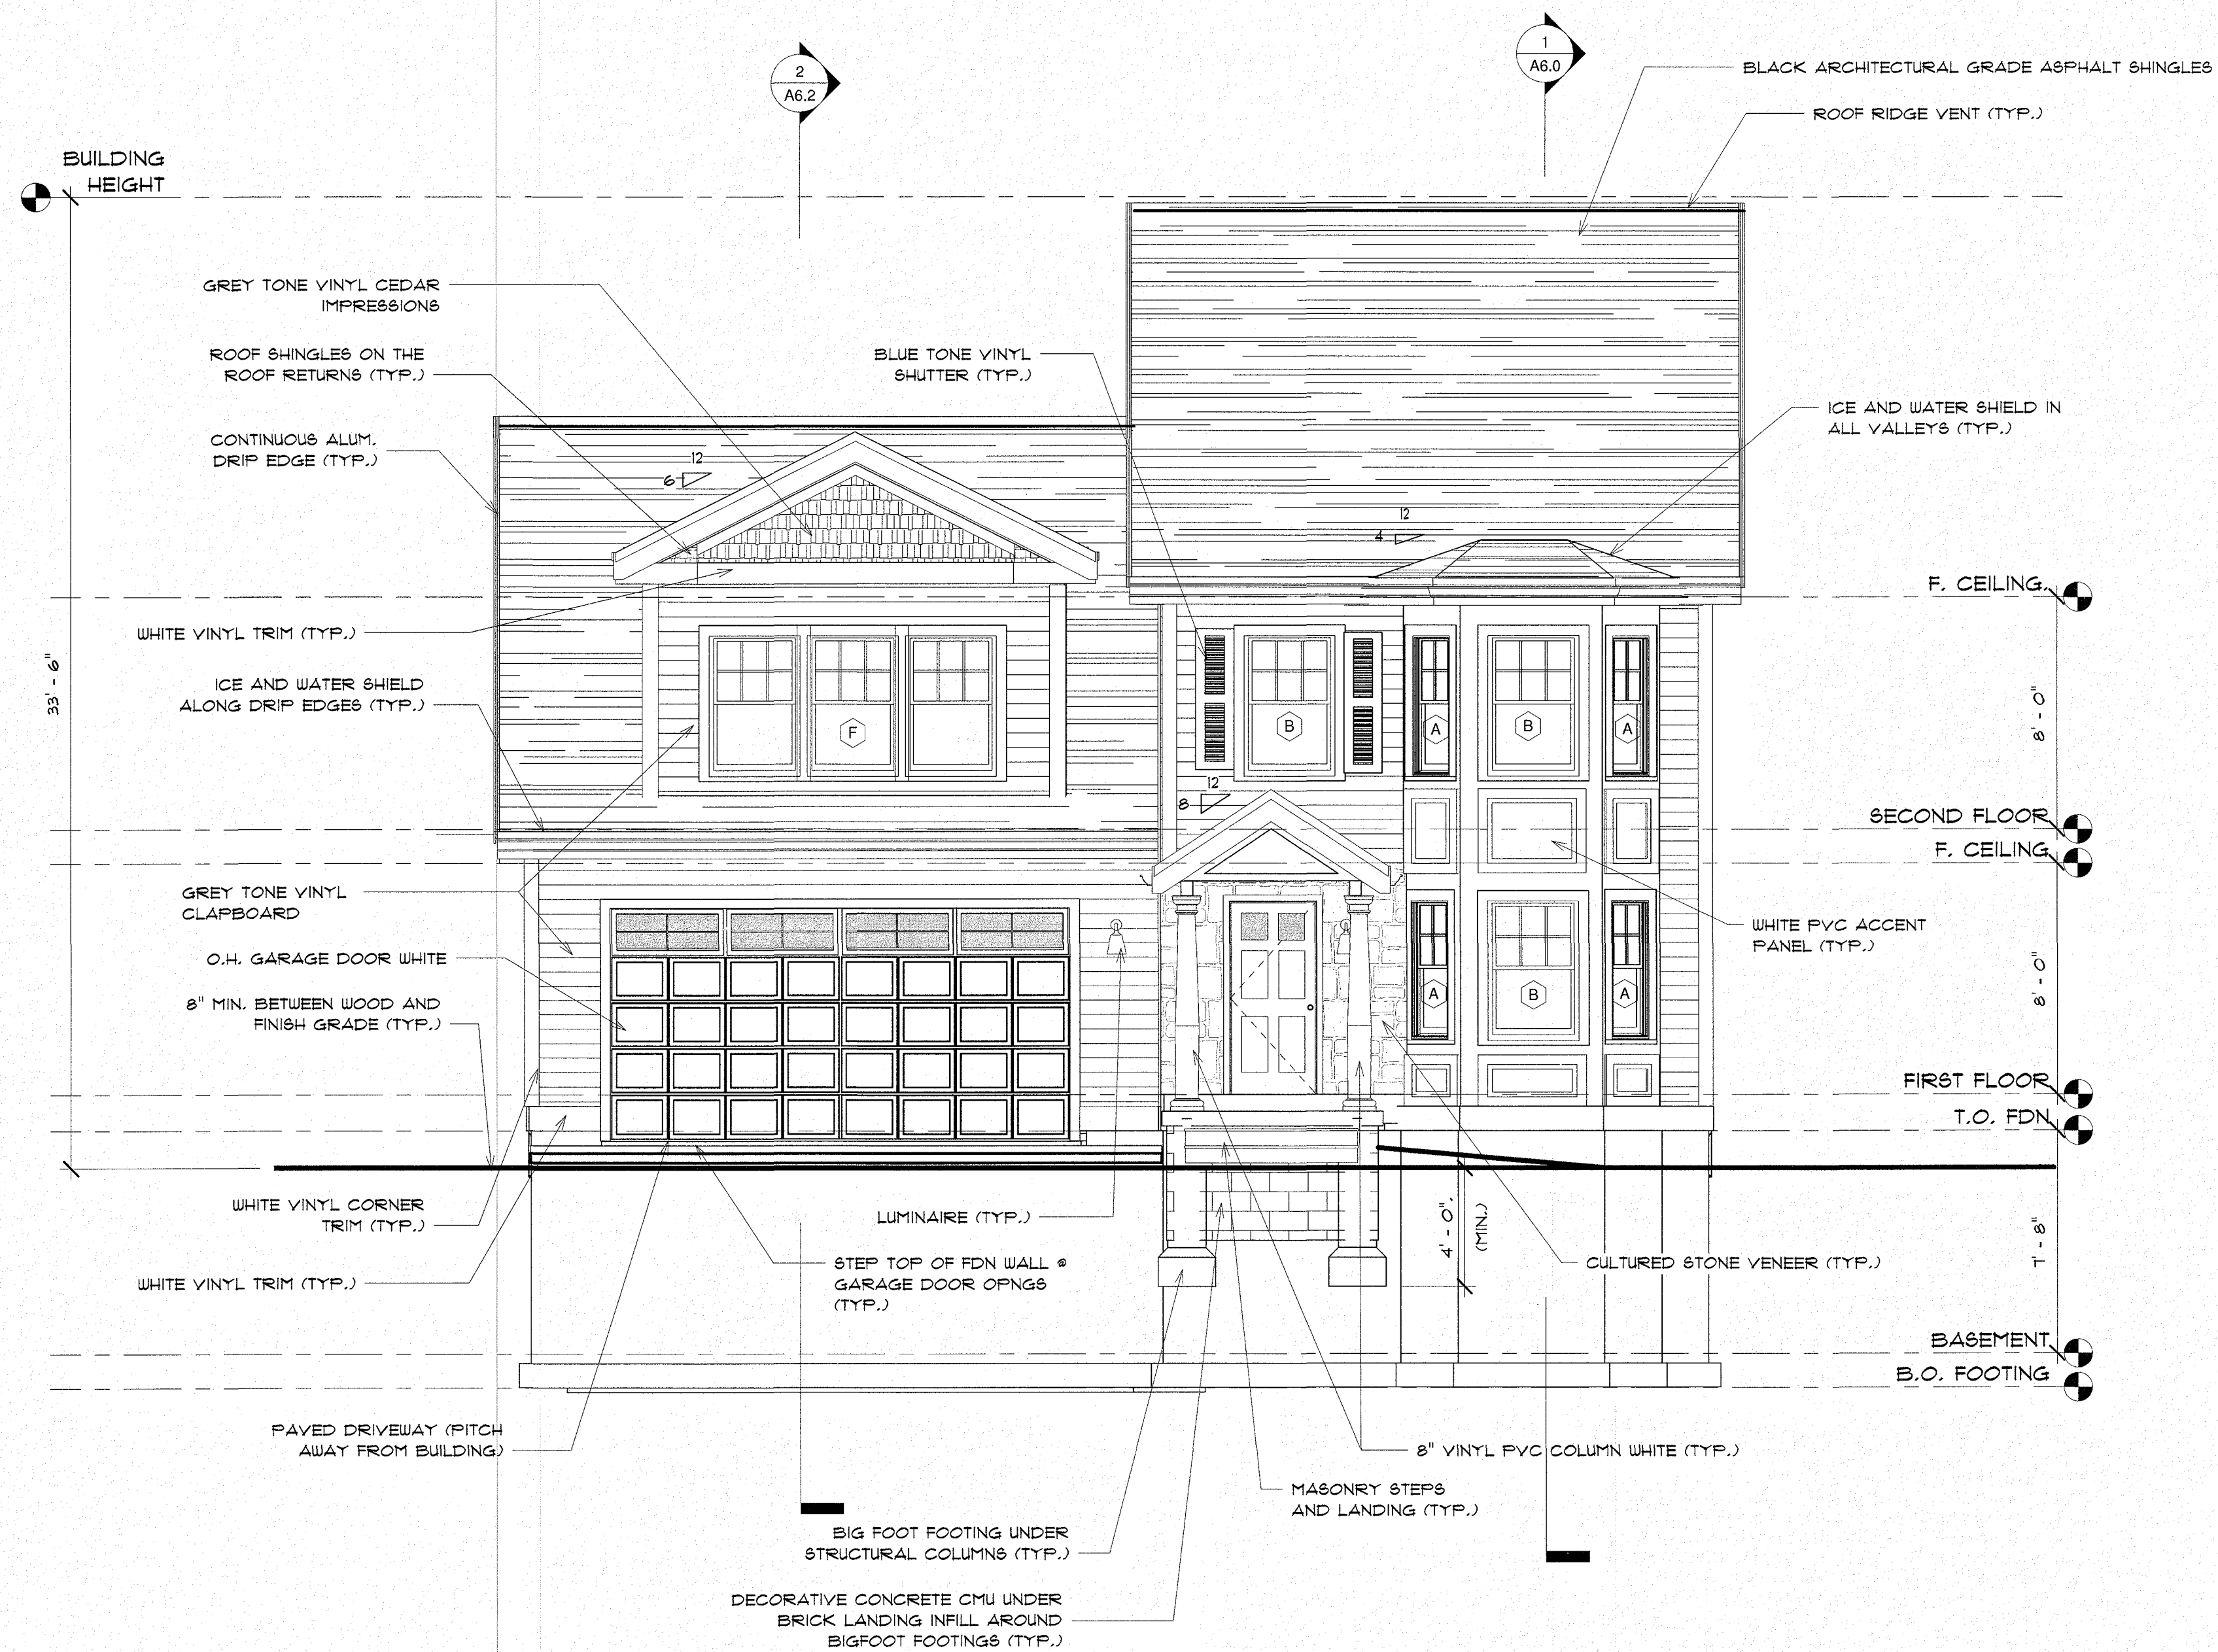 1
A6.0
2
A6.2
BLACK ARCHITECTURAL GRADE ASPHALT SHINGLES
ROOF RIDGE VENT (TYP.)
BUILDING
HEIGHT
GREY TONE VINYL CEDAR
IMPRESSIONS
ROOF SHINGLES ON THE
ROOF RETURNS (TYP.)
BLUE TONE VINYL
SHUTTER (TYP.)
ICE AND WATER SHIELD IN
ALL VALLEYS (TYP.)
CONTINUOUS ALUM.
DRIP EDGE (TYP.)
12
6
12
4
F. CEILING
WHITE VINYL TRIM (TYP.)
33' - 6"
ICE AND WATER SHIELD
ALONG DRIP EDGES (TYP.)
8' - 0"
F
B
A
B
A
12
8
SECOND FLOOR
F. CEILING
GREY TONE VINYL
CLAPBOARD
WHITE PVC ACCENT
PANEL (TYP.)
O.H. GARAGE DOOR WHITE
8' - 0"
A
B
A
8" MIN. BETWEEN WOOD AND
FINISH GRADE (TYP.)
FIRST FLOOR
T.O. FDN
WHITE VINYL CORNER
TRIM (TYP.)
LUMINAIRE (TYP.)
4' - 0"
(MIN.)
7' - 8"
STEP TOP OF FDN WALL @
GARAGE DOOR OPNGS
(TYP.)
CULTURED STONE VENEER (TYP.)
WHITE VINYL TRIM (TYP.)
BASEMENT
B.O. FOOTING
PAVED DRIVEWAY (PITCH
AWAY FROM BUILDING)
8" VINYL PVC COLUMN WHITE (TYP.)
MASONRY STEPS
AND LANDING (TYP.)
BIG FOOT FOOTING UNDER
STRUCTURAL COLUMNS (TYP.)
DECORATIVE CONCRETE CMU UNDER
BRICK LANDING INFILL AROUND
BIGFOOT FOOTINGS (TYP.)